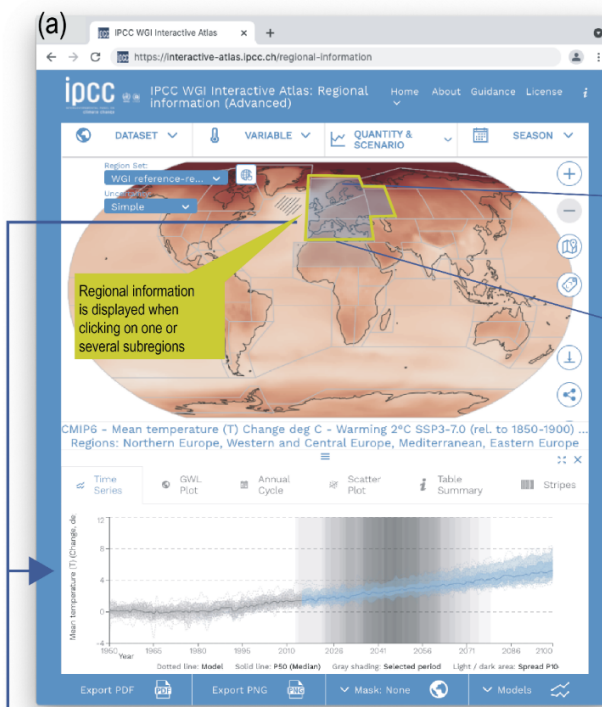 (a)
IPCC WGI Interactive Atlas
https://interactive-atlas.ipcc.ch/regional-information
ipcc
IPCC WGI Interactive Atlas: Regional
information (Advanced)
Home About Guidance License i
DATASET
VARIABLE
QUANTITY &
SCENARIO
SEASON
Region Set:
WGI reference-re...
Simple
Regional information
is displayed when
clicking on one or
several subregions
CMIP6 - Mean temperature (T) Change deg C - Warming 2°C SSP3-7.0 (rel. to 1850-1900) ...
Regions: Northern Europe, Western and Central Europe, Mediterranean, Eastern Europe
Time
Series
GWL
Plot
Annual
Cycle
Scatter
Plot
i
Table
Summary
Stripes
Mean temperature (T) (Change, de
12
8
4
0
-4
1950 1965 1980 1995 2010 2026 2041 2056 2071 2086 2100
Year
Dotted line: Model Solid line: P50 (Median) Gray shading: Selected period Light / dark area: Spread P10
Export PDF
PDF
Export PNG
PNG
Mask: None
Models